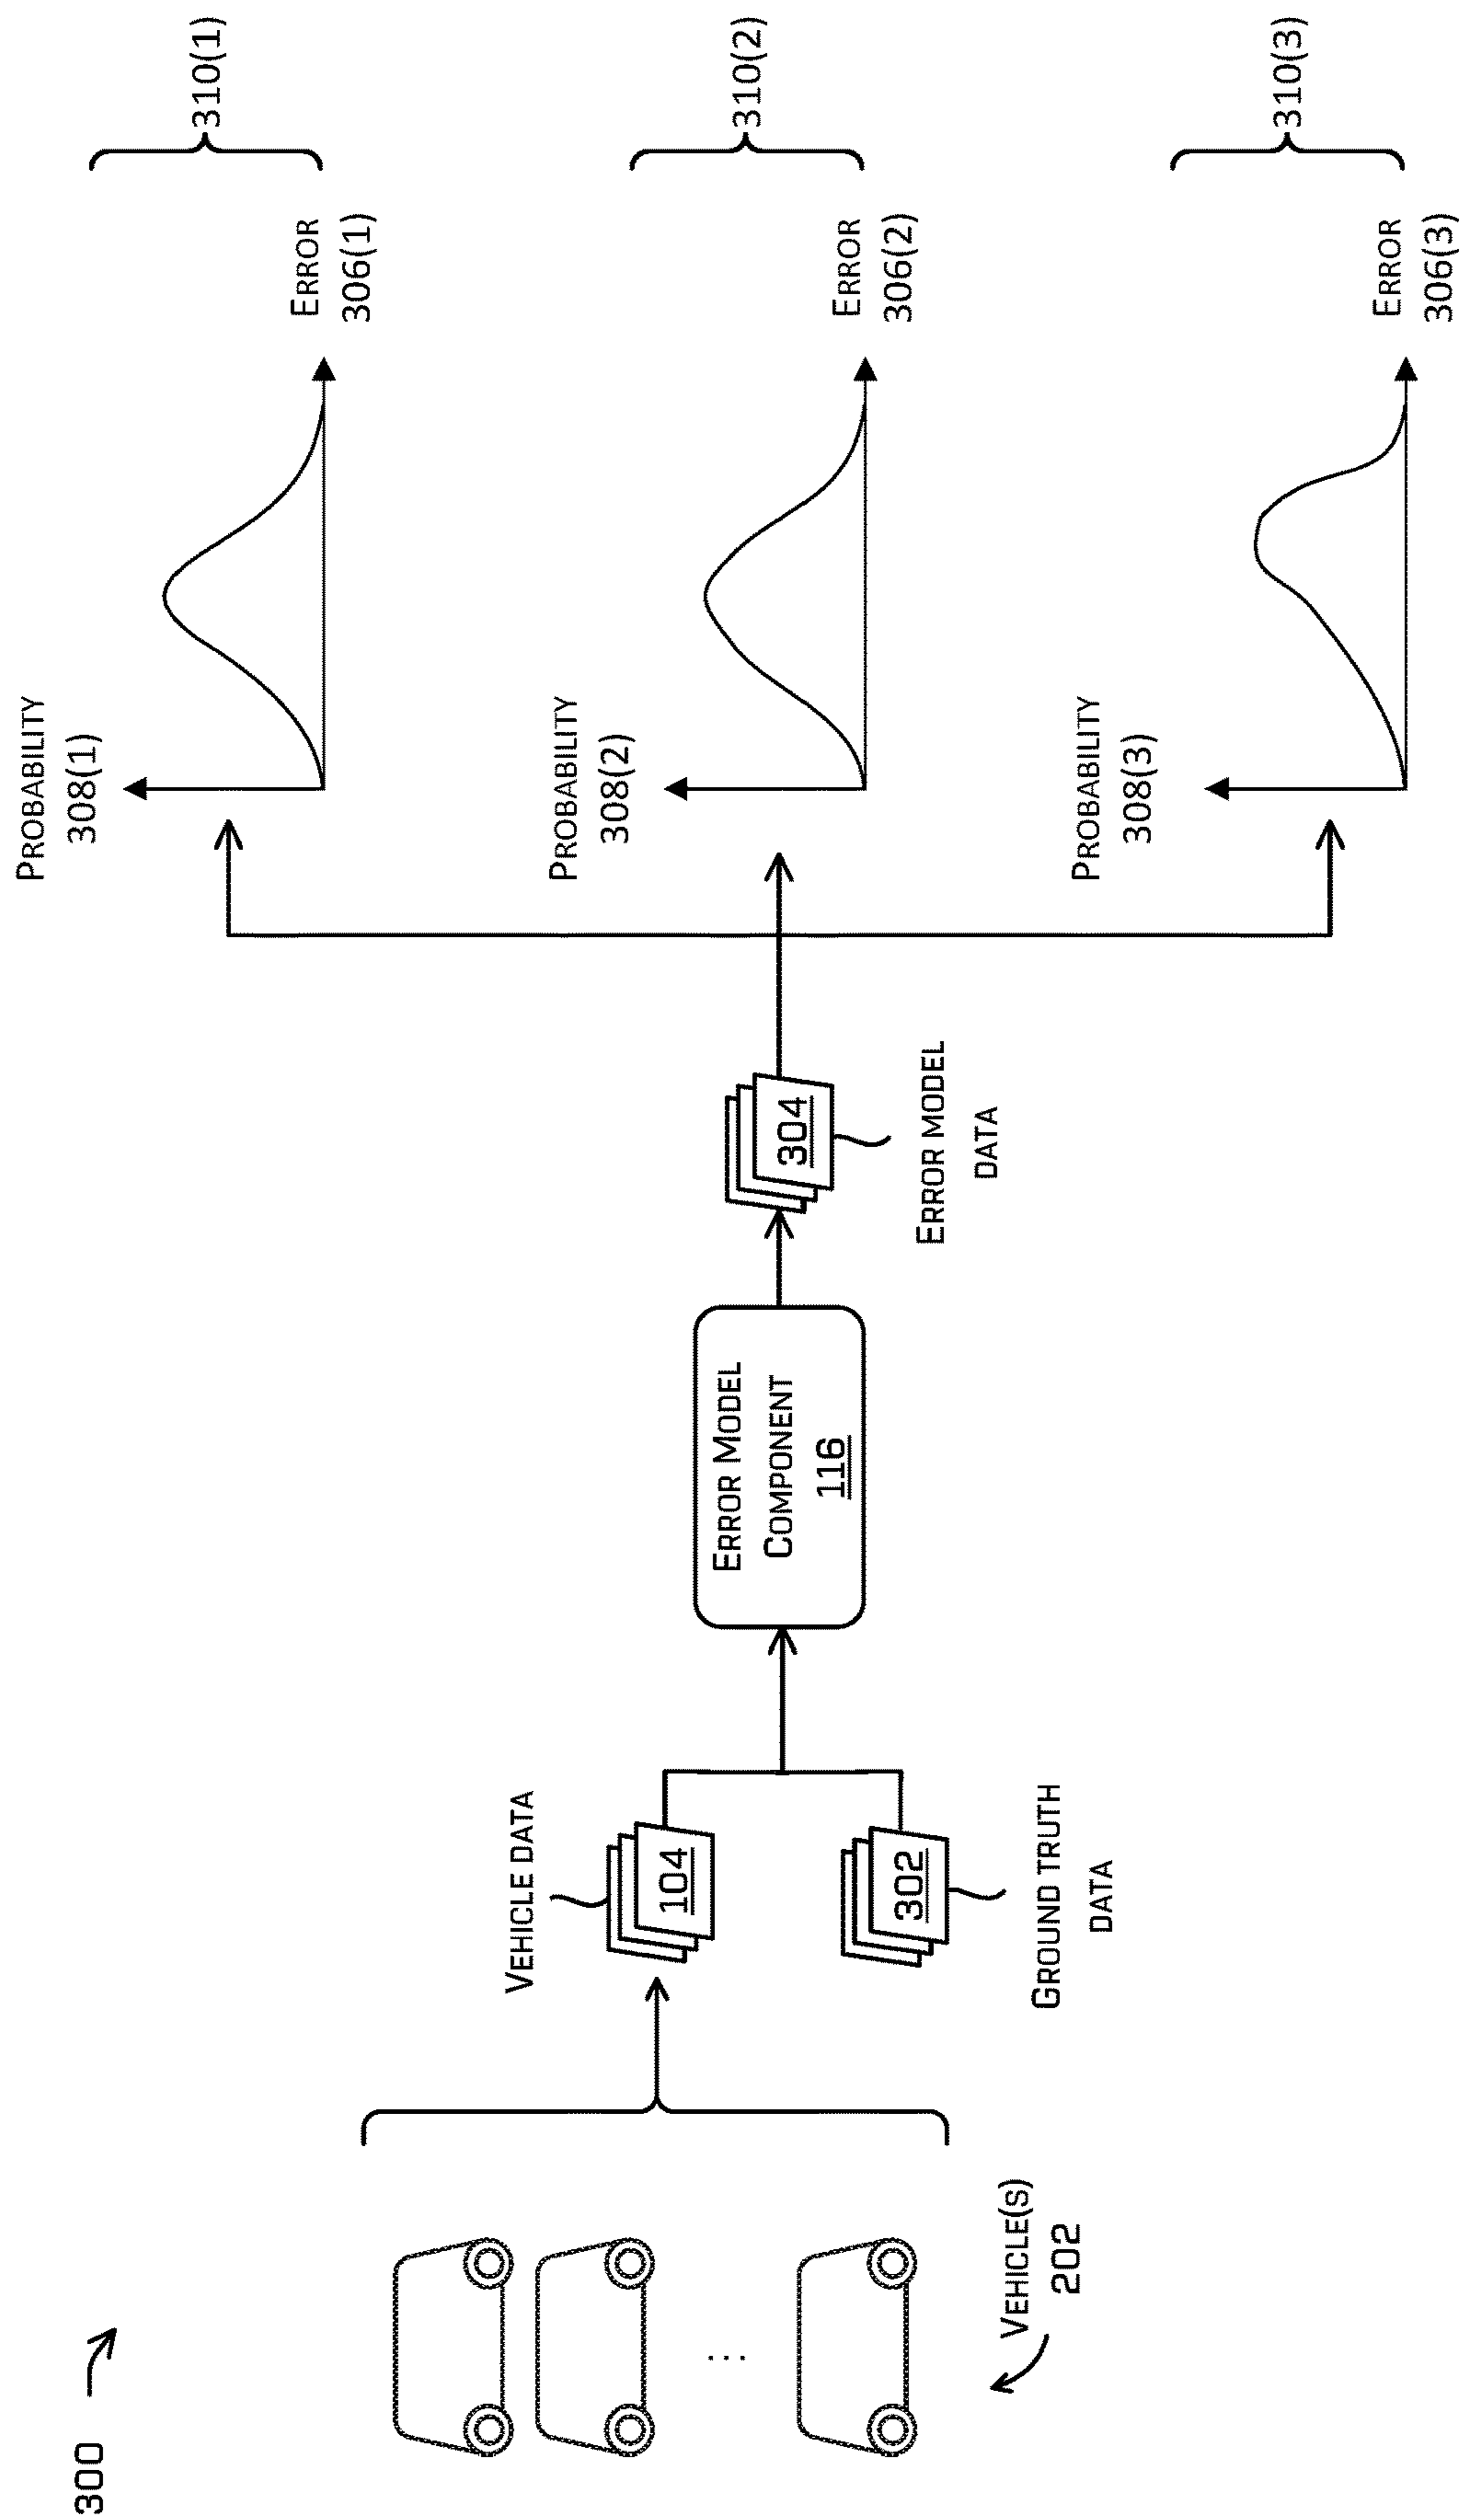 300
VEHICLE(S)
202
VEHICLE DATA
104
302
GROUND TRUTH
DATA
ERROR MODEL
COMPONENT
116
304
ERROR MODEL
DATA
PROBABILITY
308(1)
ERROR
306(1)
310(1)
PROBABILITY
308(2)
ERROR
306(2)
310(2)
PROBABILITY
308(3)
ERROR
306(3)
310(3)